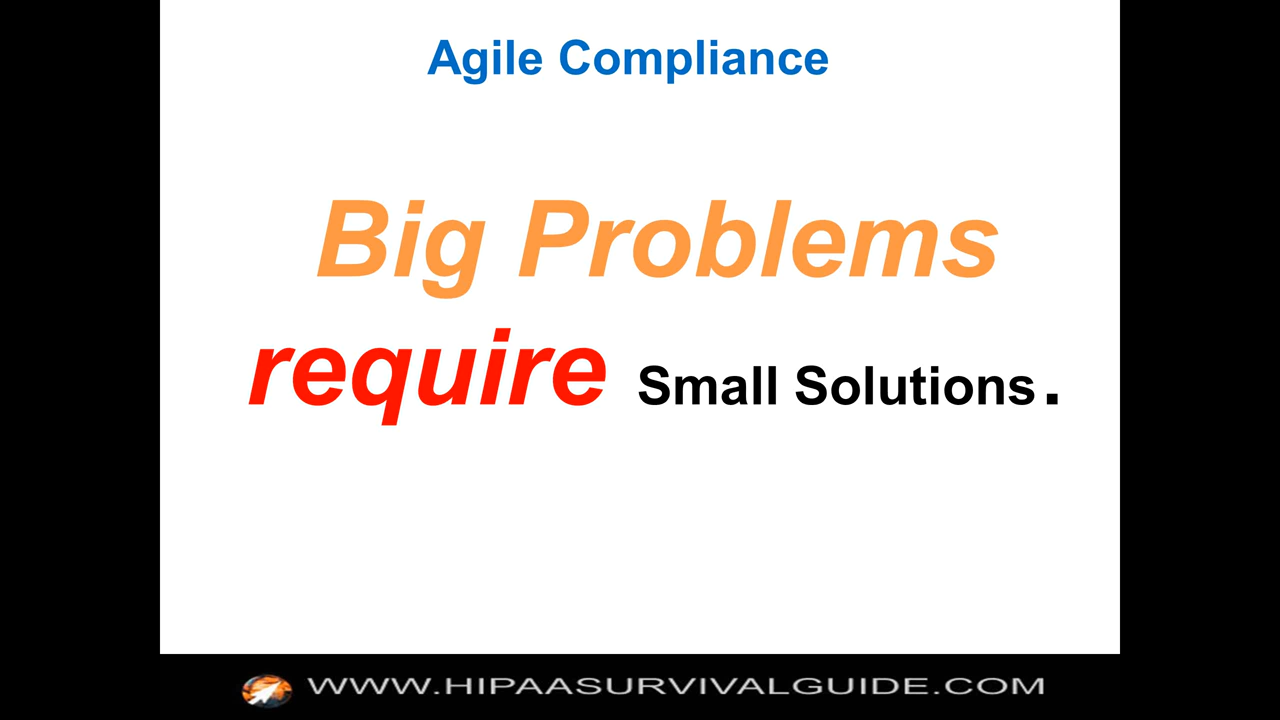 Agile Compliance
Big Problems
require Small Solutions.
WWW.HIPAASURVIVALGUIDE.COM